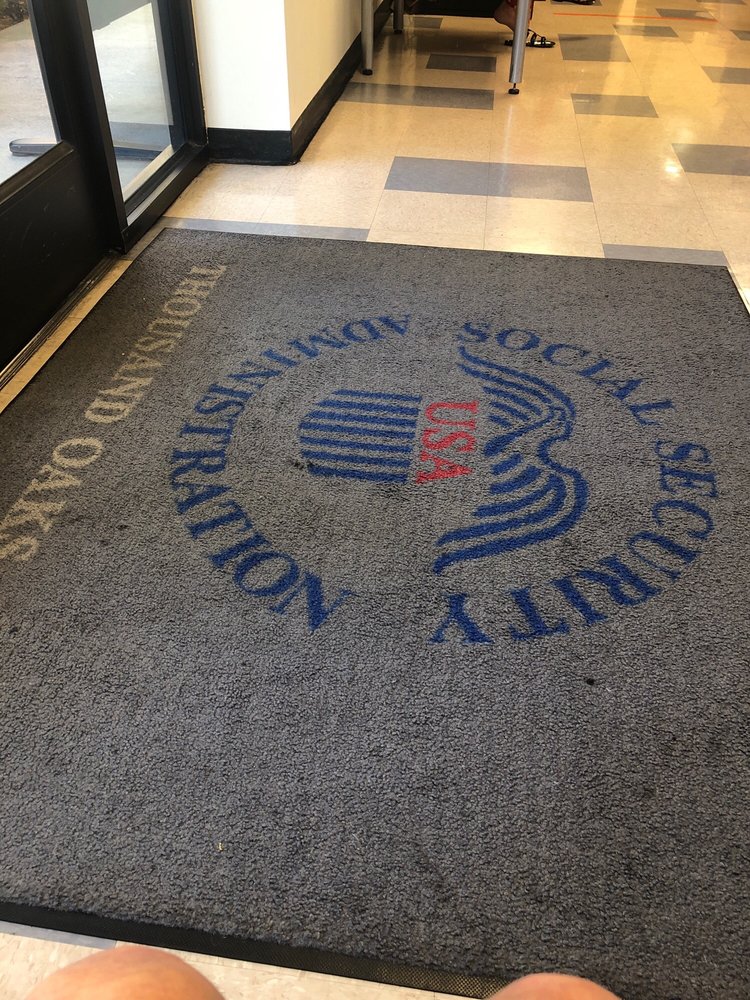 SOCIAL SECURITY
ADMINISTRATION
USA
THOUSAND OAKS